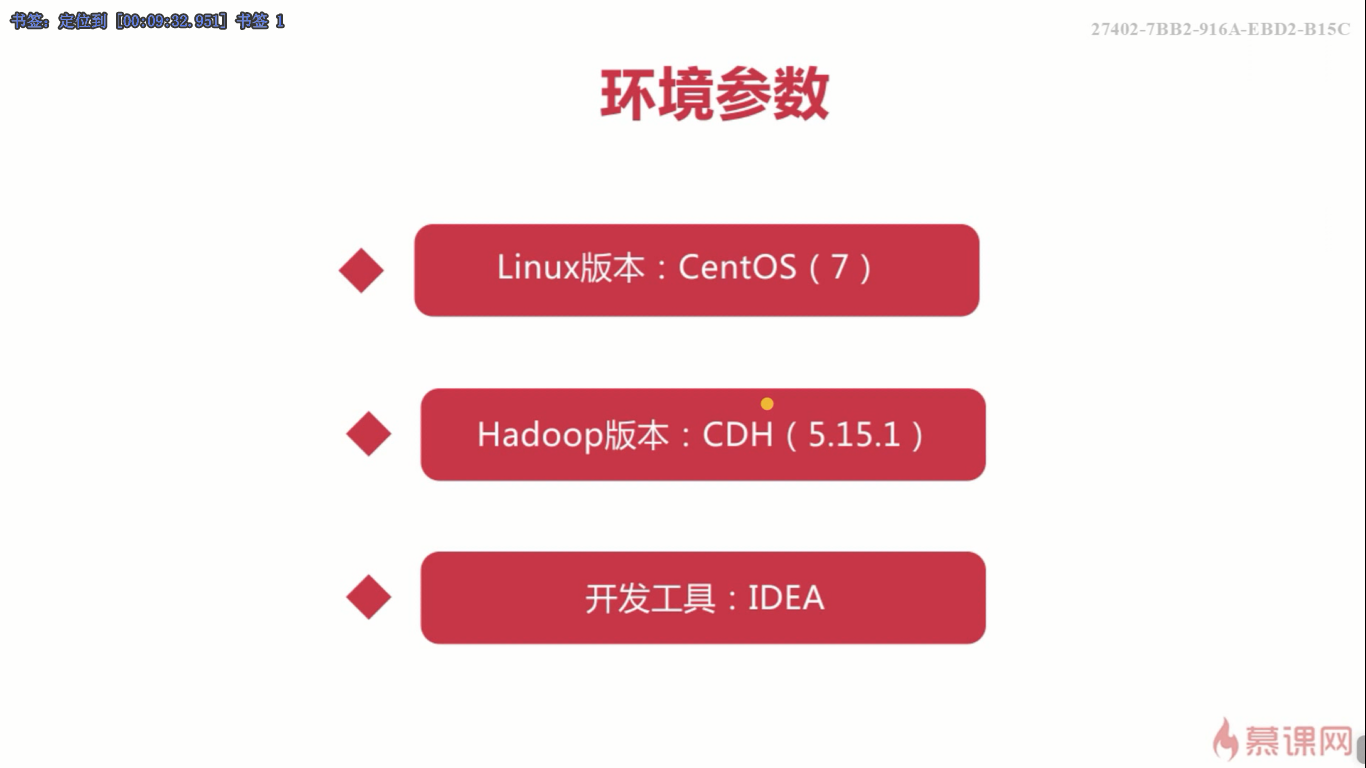 书签: 定位到 [00:09:32.951] 书签 1
27402-7BB2-916A-EBD2-B15C
环境参数
Linux版本：CentOS（7）
Hadoop版本：CDH（5.15.1）
开发工具：IDEA
慕课网